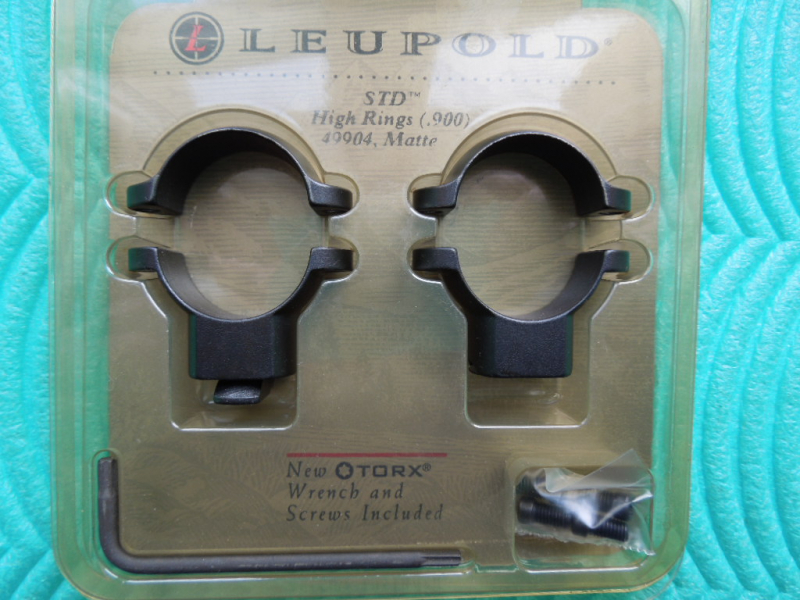 L LEUPOLD®
STD™
High Rings (.900)
49904, Matte
New TORX®
Wrench and
Screws Included